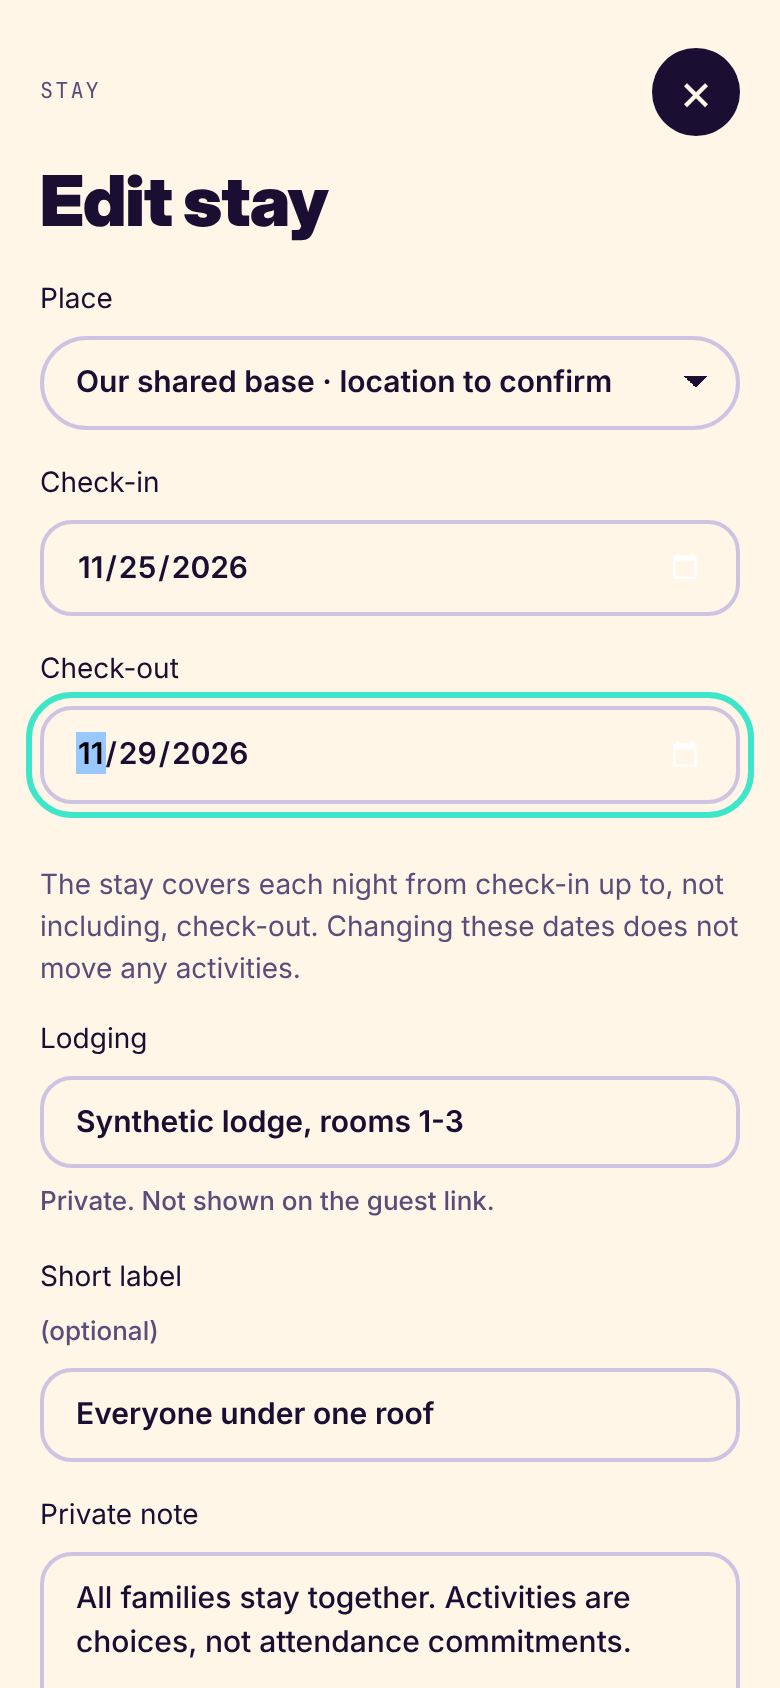 STAY
Edit stay
Place
Our shared base · location to confirm
Check-in
11/25/2026
Check-out
11/29/2026
The stay covers each night from check-in up to, not
including, check-out. Changing these dates does not
move any activities.
Lodging
Synthetic lodge, rooms 1-3
Private. Not shown on the guest link.
Short label
(optional)
Everyone under one roof
Private note
All families stay together. Activities are
choices, not attendance commitments.